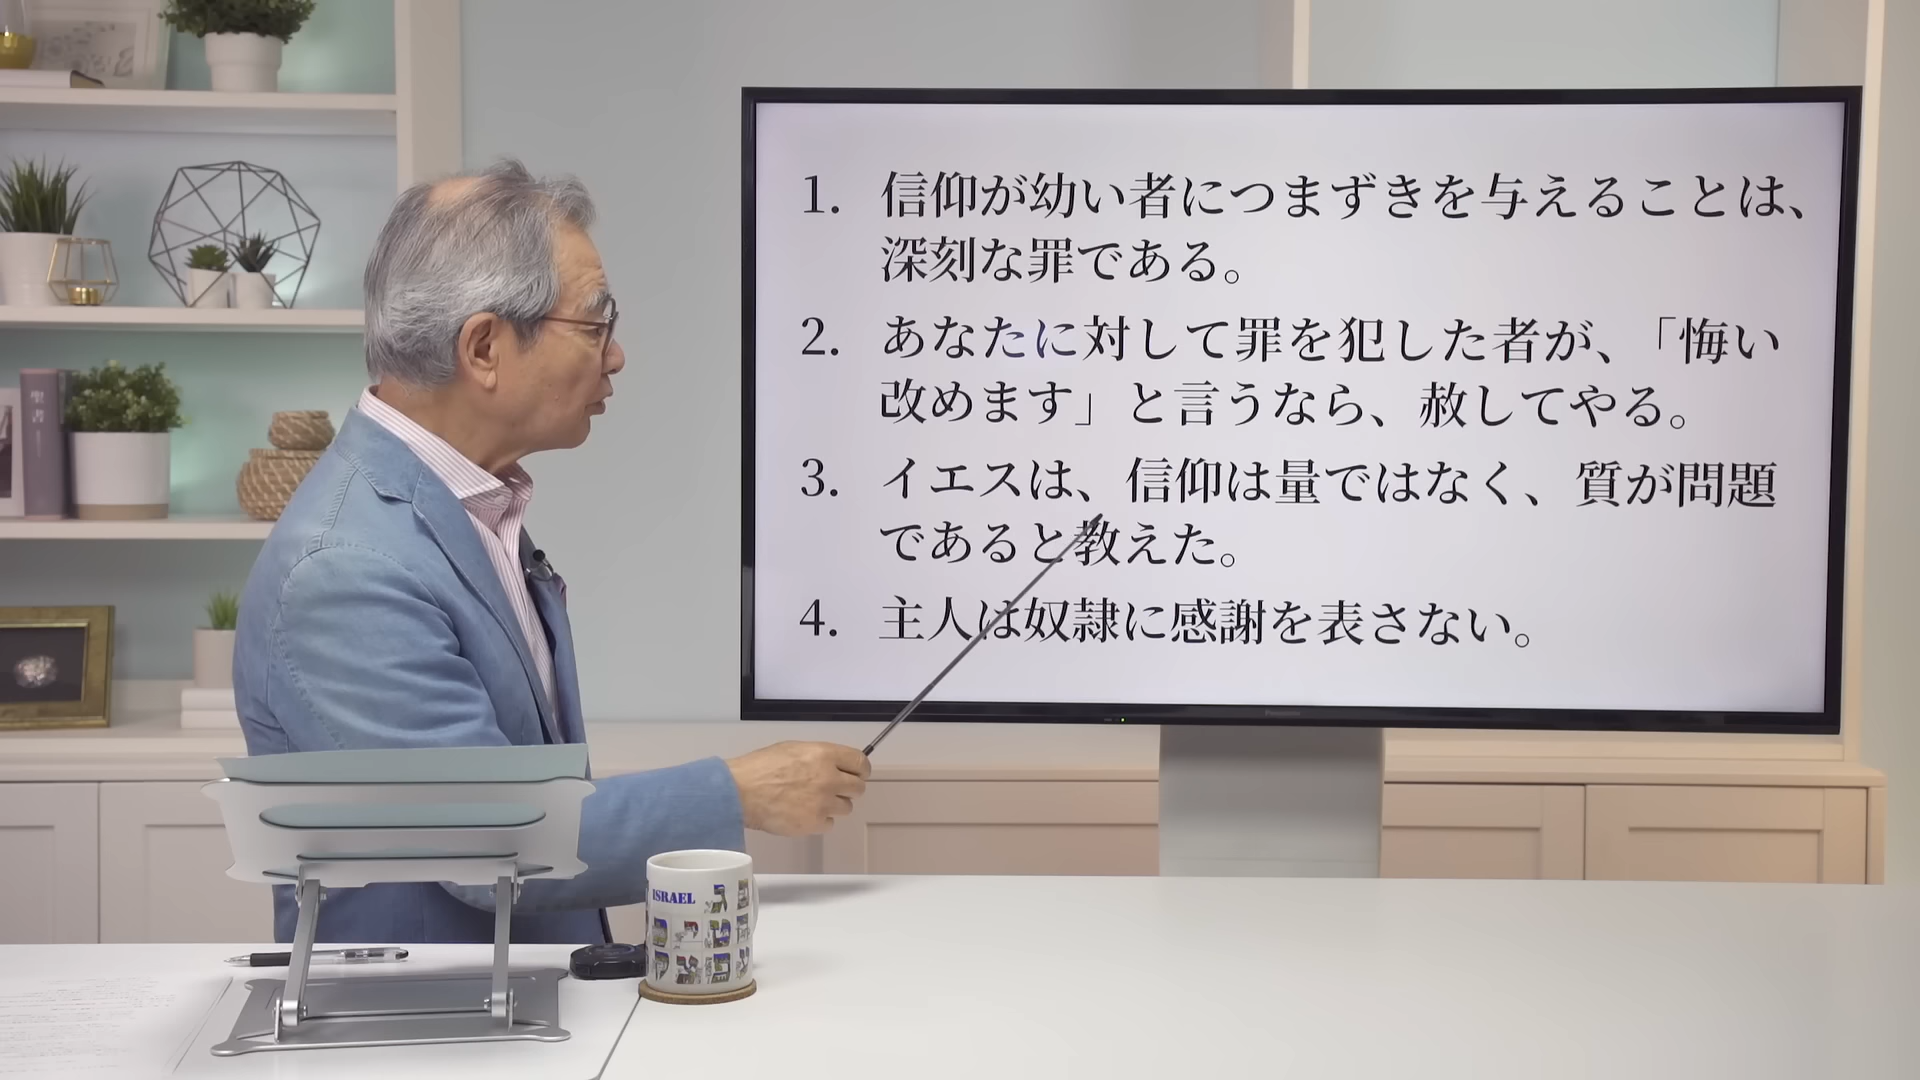 1. 信仰が幼い者につまずきを与えることは、
深刻な罪である。
2. あなたに対して罪を犯した者が、「悔い
改めます」と言うなら、赦してやる。
3. イエスは、信仰は量ではなく、質が問題
であると教えた。
4. 主人は奴隷に感謝を表さない。
聖書
ISRAEL